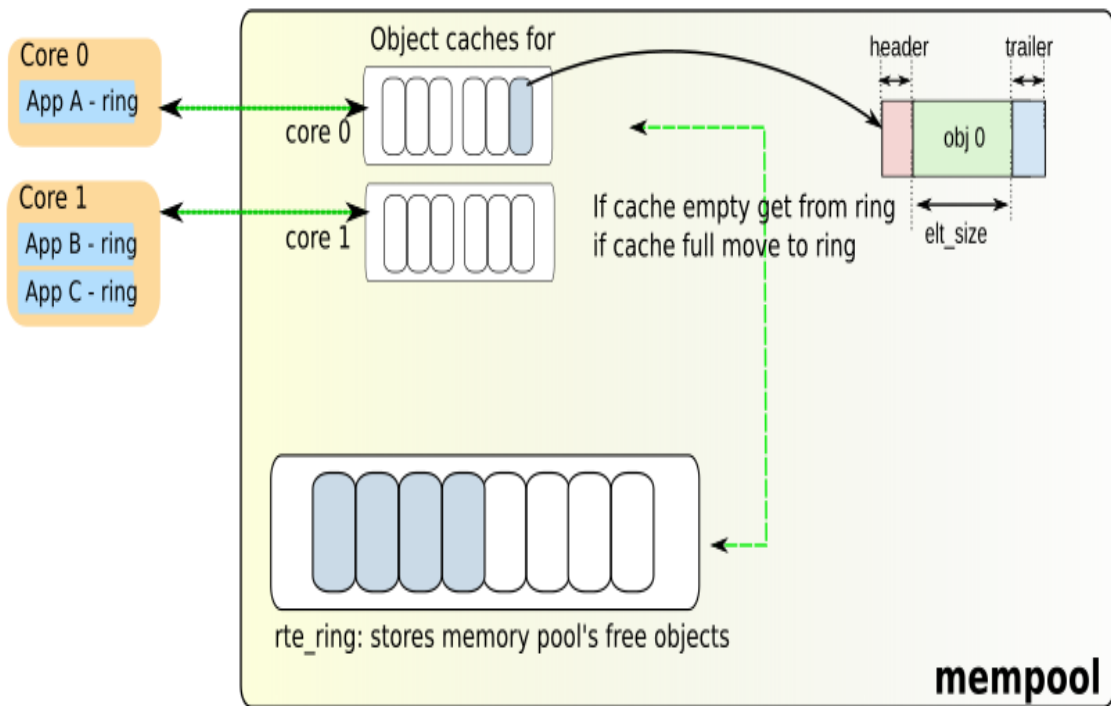 Core 0
App A - ring
Core 1
App B - ring
App C - ring
Object caches for
core 0
core 1
header
trailer
obj 0
elt_size
If cache empty get from ring
if cache full move to ring
rte_ring: stores memory pool's free objects
mempool